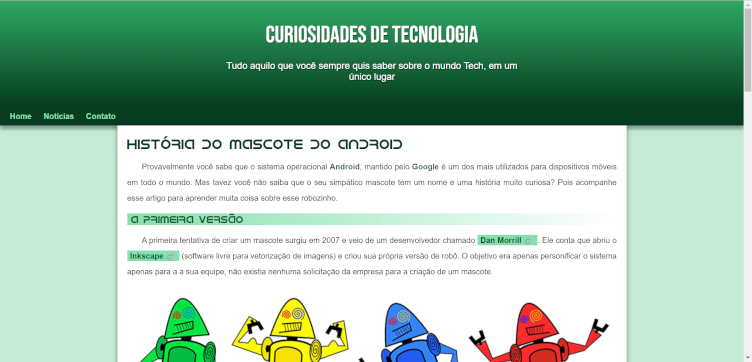 CURIOSIDADES DE TECNOLOGIA
Tudo aquilo que você sempre quis saber sobre o mundo Tech, em um
único lugar
Home Notícias Contato
HISTÓRIA DO MASCOTE DO ANDROID
Provavelmente você sabe que o sistema operacional Android, mantido pelo Google é um dos mais utilizados para dispositivos móveis
em todo o mundo. Mas tavez você não saiba que o seu simpático mascote tem um nome e uma história muito curiosa? Pois acompanhe
esse artigo para aprender muita coisa sobre esse robozinho.
A PRIMEIRA VERSÃO
A primeira tentativa de criar um mascote surgiu em 2007 e veio de um desenvolvedor chamado Dan Morrill. Ele conta que abriu o
Inkscape (software livre para vetorização de imagens) e criou sua própria versão de robô. O objetivo era apenas personificar o sistema
apenas para a a sua equipe, não existia nenhuma solicitação da empresa para a criação de um mascote.